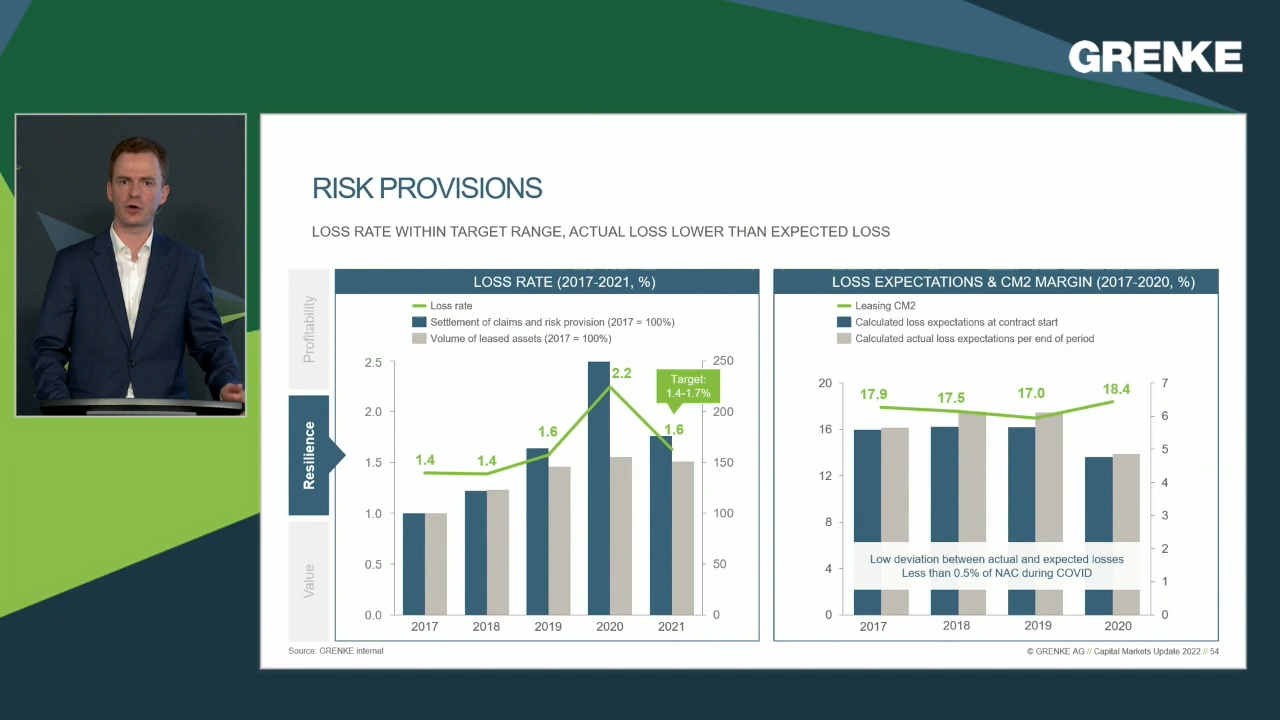 GRENKE
RISK PROVISIONS
LOSS RATE WITHIN TARGET RANGE, ACTUAL LOSS LOWER THAN EXPECTED LOSS
Profitability
Resilience
Value
LOSS RATE (2017-2021, %)
Loss rate
Settlement of claims and risk provision (2017 = 100%)
Volume of leased assets (2017 = 100%)
2.5
2.0
1.5
1.0
0.5
0.0
250
200
150
100
50
0
1.4
1.4
1.6
2.2
1.6
Target:
1.4-1.7%
2017
2018
2019
2020
2021
LOSS EXPECTATIONS & CM2 MARGIN (2017-2020, %)
Leasing CM2
Calculated loss expectations at contract start
Calculated actual loss expectations per end of period
20
16
12
8
4
0
7
6
5
4
3
2
1
0
17.9
17.5
17.0
18.4
Low deviation between actual and expected losses
Less than 0.5% of NAC during COVID
2017
2018
2019
2020
Source: GRENKE internal
© GRENKE AG // Capital Markets Update 2022 // 54